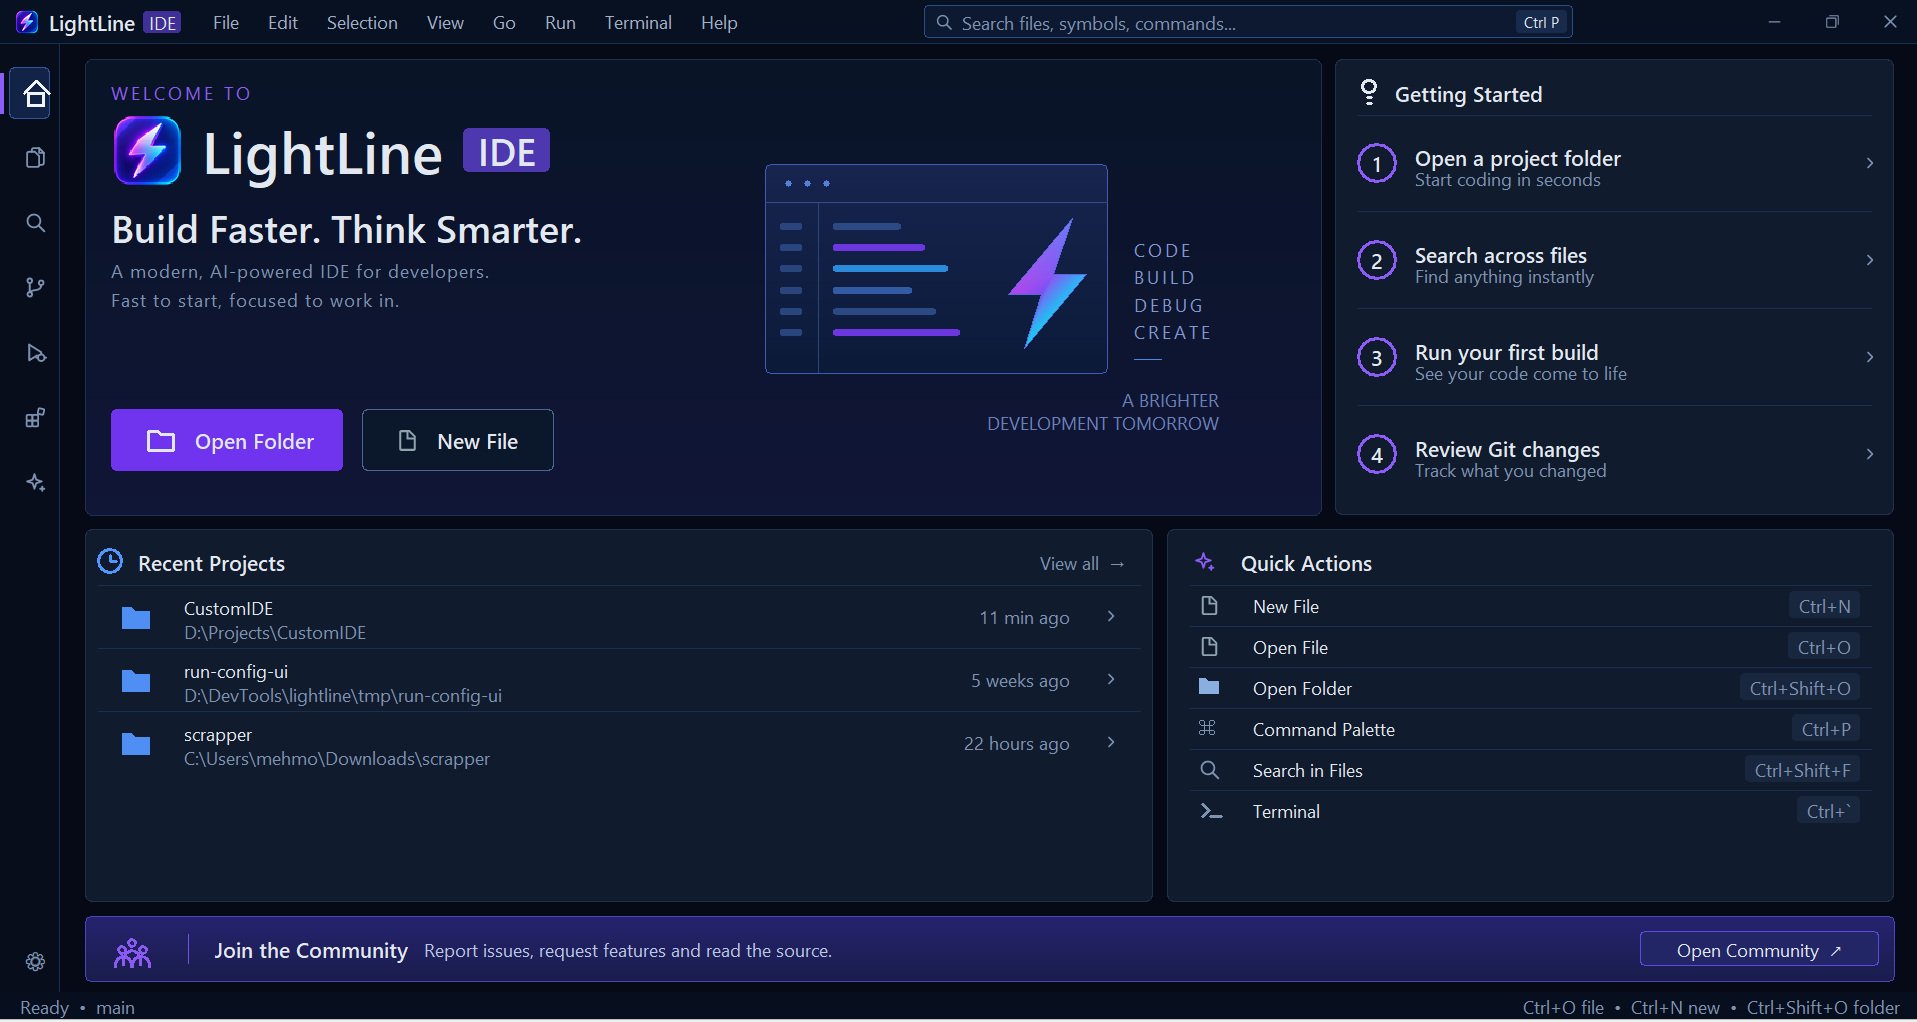 LightLine IDE File Edit Selection View Go Run Terminal Help Search files, symbols, commands... Ctrl P
WELCOME TO
LightLine IDE
Build Faster. Think Smarter.
A modern, AI-powered IDE for developers.
Fast to start, focused to work in.
Open Folder New File
CODE
BUILD
DEBUG
CREATE
A BRIGHTER
DEVELOPMENT TOMORROW
Getting Started
1 Open a project folder
Start coding in seconds
2 Search across files
Find anything instantly
3 Run your first build
See your code come to life
4 Review Git changes
Track what you changed
Recent Projects View all →
CustomIDE
D:\Projects\CustomIDE
11 min ago
run-config-ui
D:\DevTools\lightline\tmp\run-config-ui
5 weeks ago
scrapper
C:\Users\mehmo\Downloads\scrapper
22 hours ago
Quick Actions
New File Ctrl+N
Open File Ctrl+O
Open Folder Ctrl+Shift+O
Command Palette Ctrl+P
Search in Files Ctrl+Shift+F
Terminal Ctrl+`
Join the Community Report issues, request features and read the source. Open Community ↗
Ready • main Ctrl+O file • Ctrl+N new • Ctrl+Shift+O folder